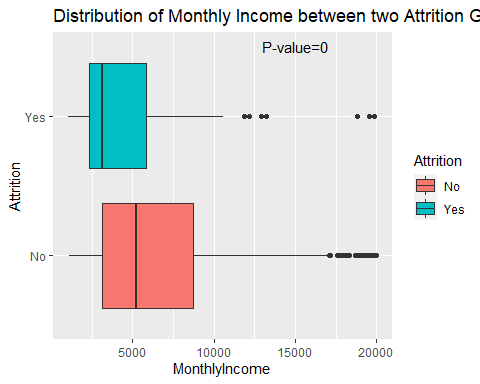 Distribution of Monthly Income between two Attrition G
P-value=0
Yes
No
Attrition
5000
10000
15000
20000
MonthlyIncome
Attrition
No
Yes